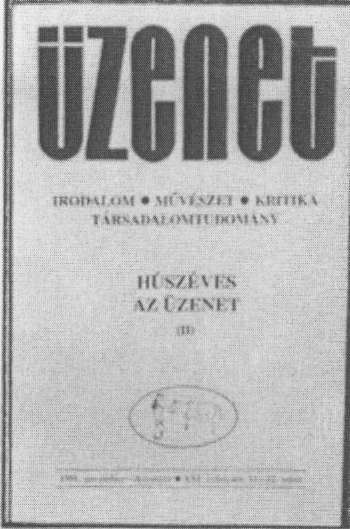 üzenet
IRODALOM ● MŰVÉSZET ● KRITIKA
TÁRSADALOMTUDOMÁNY
HÚSZÉVES
AZ ÜZENET
(II)